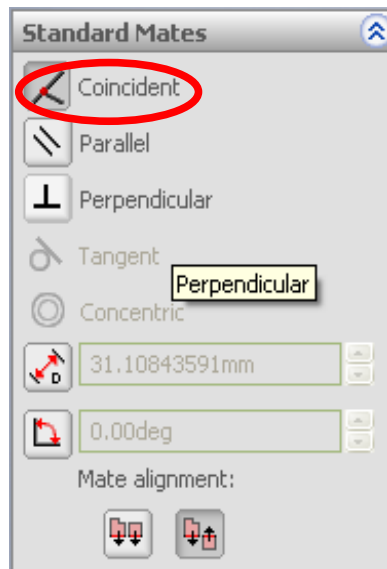 Standard Mates
Coincident
Parallel
Perpendicular
Tangent
Perpendicular
Concentric
31.10843591mm
0.00deg
Mate alignment: